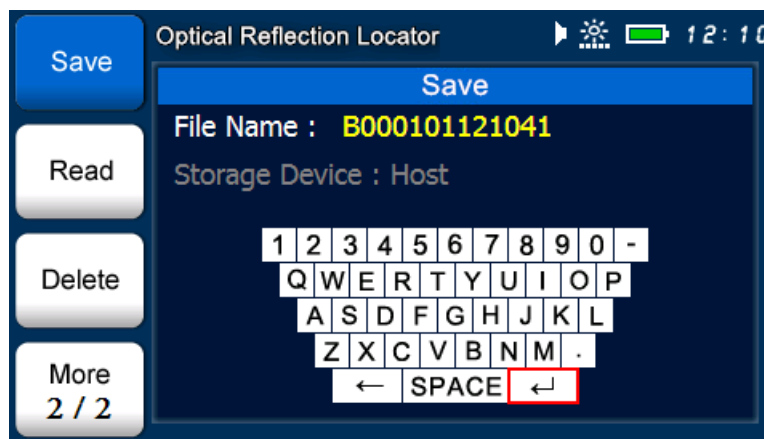 Save
Read
Delete
More
2 / 2
Optical Reflection Locator
12:10
Save
File Name : B000101121041
Storage Device : Host
1 2 3 4 5 6 7 8 9 0 -
Q W E R T Y U I O P
A S D F G H J K L
Z X C V B N M .
← SPACE ↵